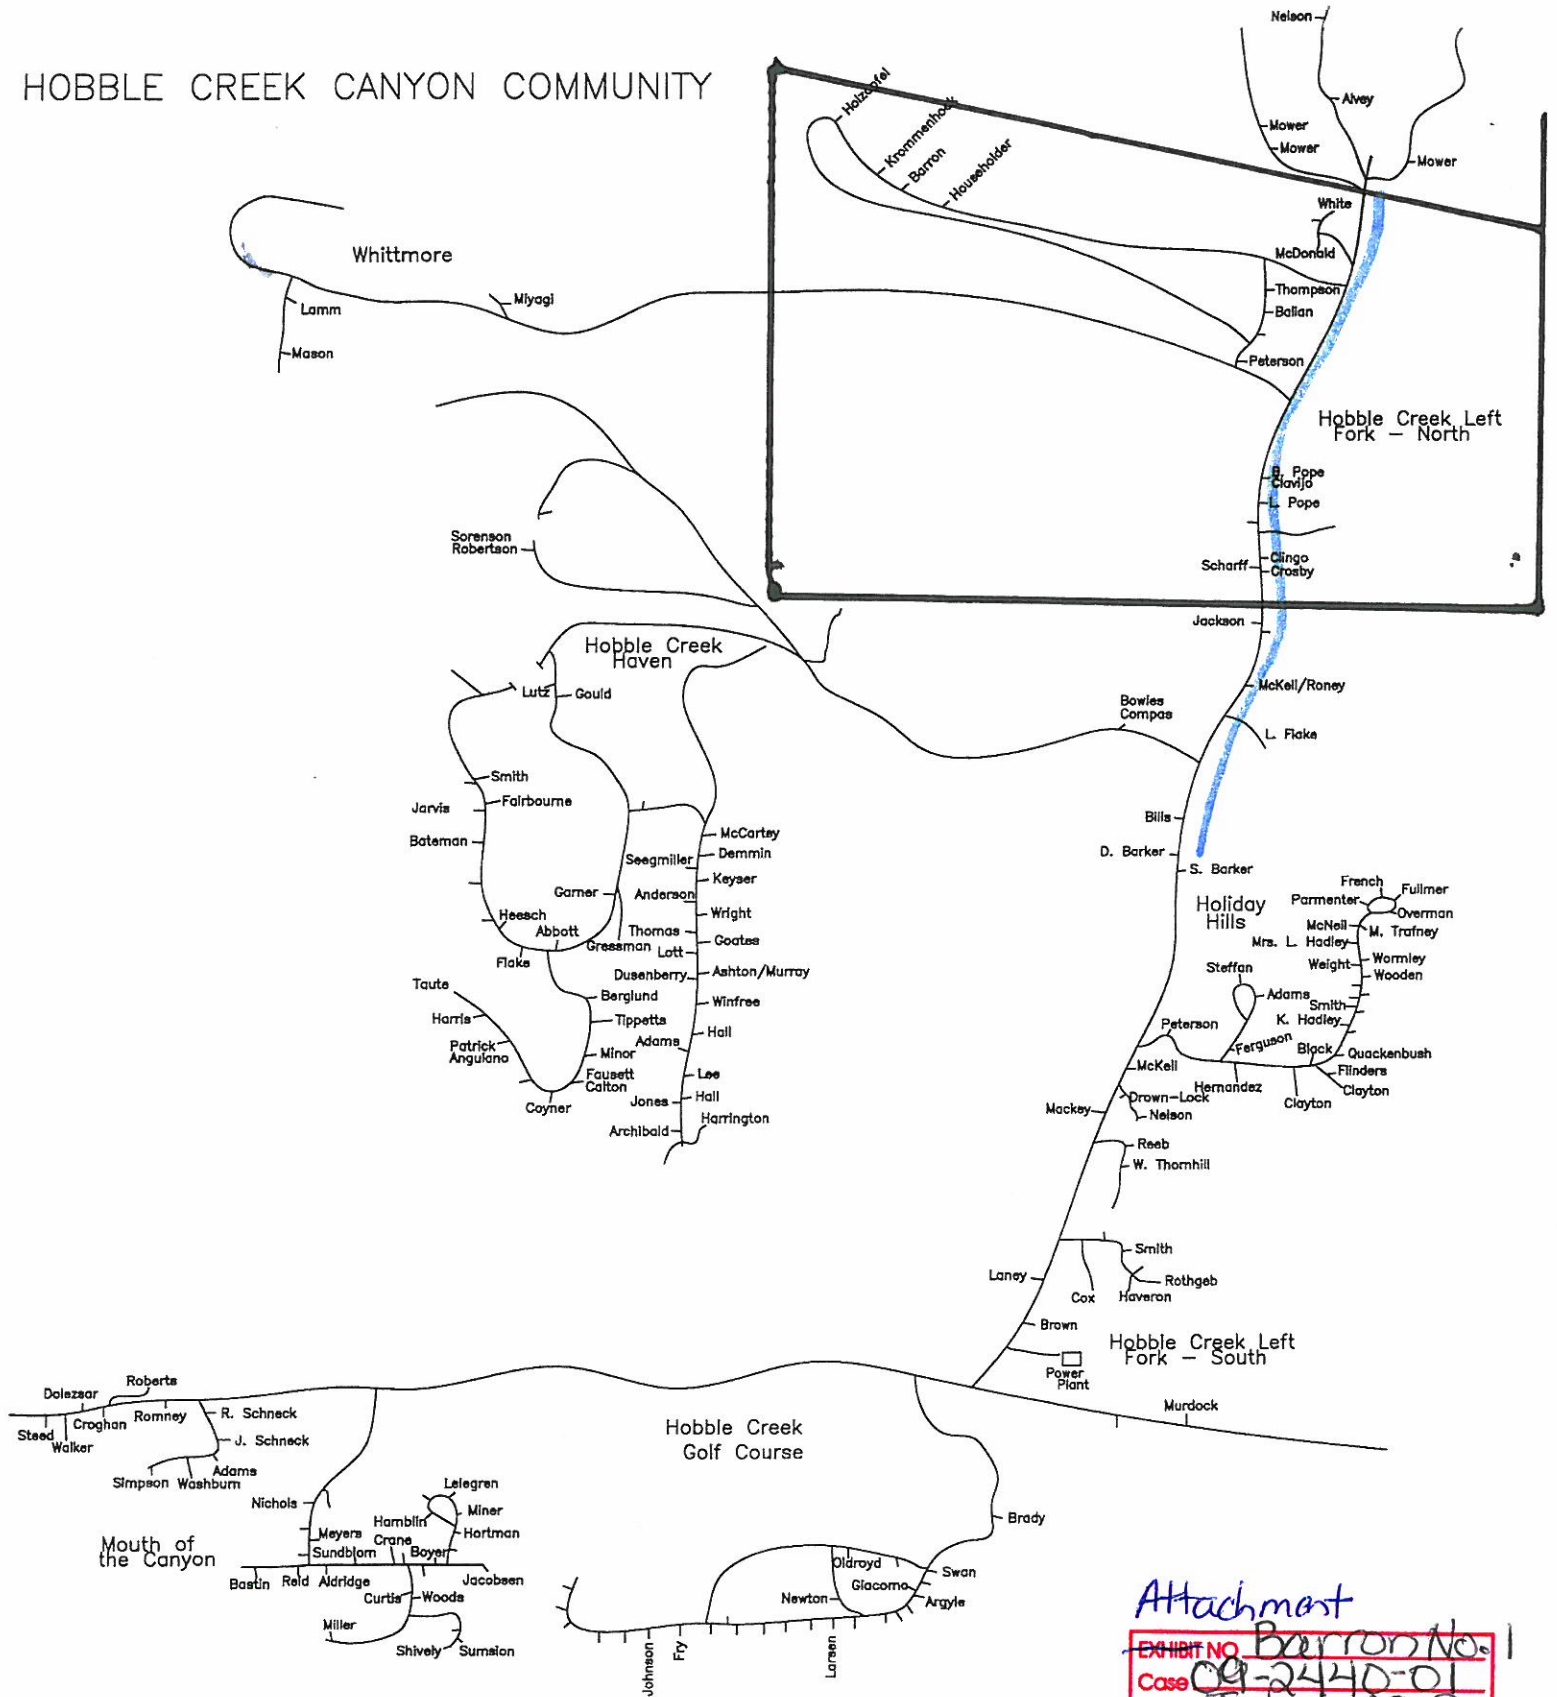 HOBBLE CREEK CANYON COMMUNITY
Nelson
Alvey
Mower
Mower
Mower
Holzapfel
Krommenhoek
Barron
Householder
White
McDonald
Thompson
Balian
Peterson
Whittmore
Lamm
Miyagi
Mason
Hobble Creek Left
Fork – North
B. Pope
Clavijo
L. Pope
Scharff
Clingo
Crosby
Jackson
Sorenson
Robertson
Hobble Creek
Haven
Lutz
Gould
McKell/Roney
L. Flake
Bowles
Compas
Smith
Fairbourne
Jarvis
Bateman
Bills
D. Barker
S. Barker
McCartey
Seegmiller
Demmin
Keyser
Garner
Anderson
Wright
Heesch
Abbott
Gressman
Thomas
Goates
Lott
Flake
Dusenberry
Ashton/Murray
Taute
Berglund
Winfree
Harris
Tippetts
Hall
Patrick
Anguiano
Adams
Minor
Fausett
Calton
Lee
Coyner
Jones
Hall
Archibald
Harrington
Holiday
Hills
French
Fullmer
Parmenter
Overman
McNeil
M. Trafney
Mrs. L. Hadley
Weight
Wormley
Wooden
Steffan
Adams
Smith
K. Hadley
Peterson
Ferguson
Block
Quackenbush
Flinders
Clayton
Hernandez
Clayton
McKell
Drown-Lock
Nelson
Mackey
Reeb
W. Thornhill
Smith
Rothgeb
Haveron
Cox
Laney
Brown
Hobble Creek Left
Fork – South
Power
Plant
Murdock
Dalezsar
Roberts
Steed
Walker
Croghan
Romney
R. Schneck
J. Schneck
Adams
Simpson
Washburn
Hobble Creek
Golf Course
Nichols
Lelegren
Miner
Hamblin
Hortman
Meyers
Crane
Sundblom
Boyer
Mouth of
the Canyon
Bastin
Reid
Aldridge
Jacobsen
Curtis
Woods
Miller
Shively
Sumsion
Brady
Oldroyd
Swan
Giacomo
Newton
Argyle
Johnson
Fry
Larsen
Attachment
EXHIBIT NO. Barron No. 1
Case 09-2440-01